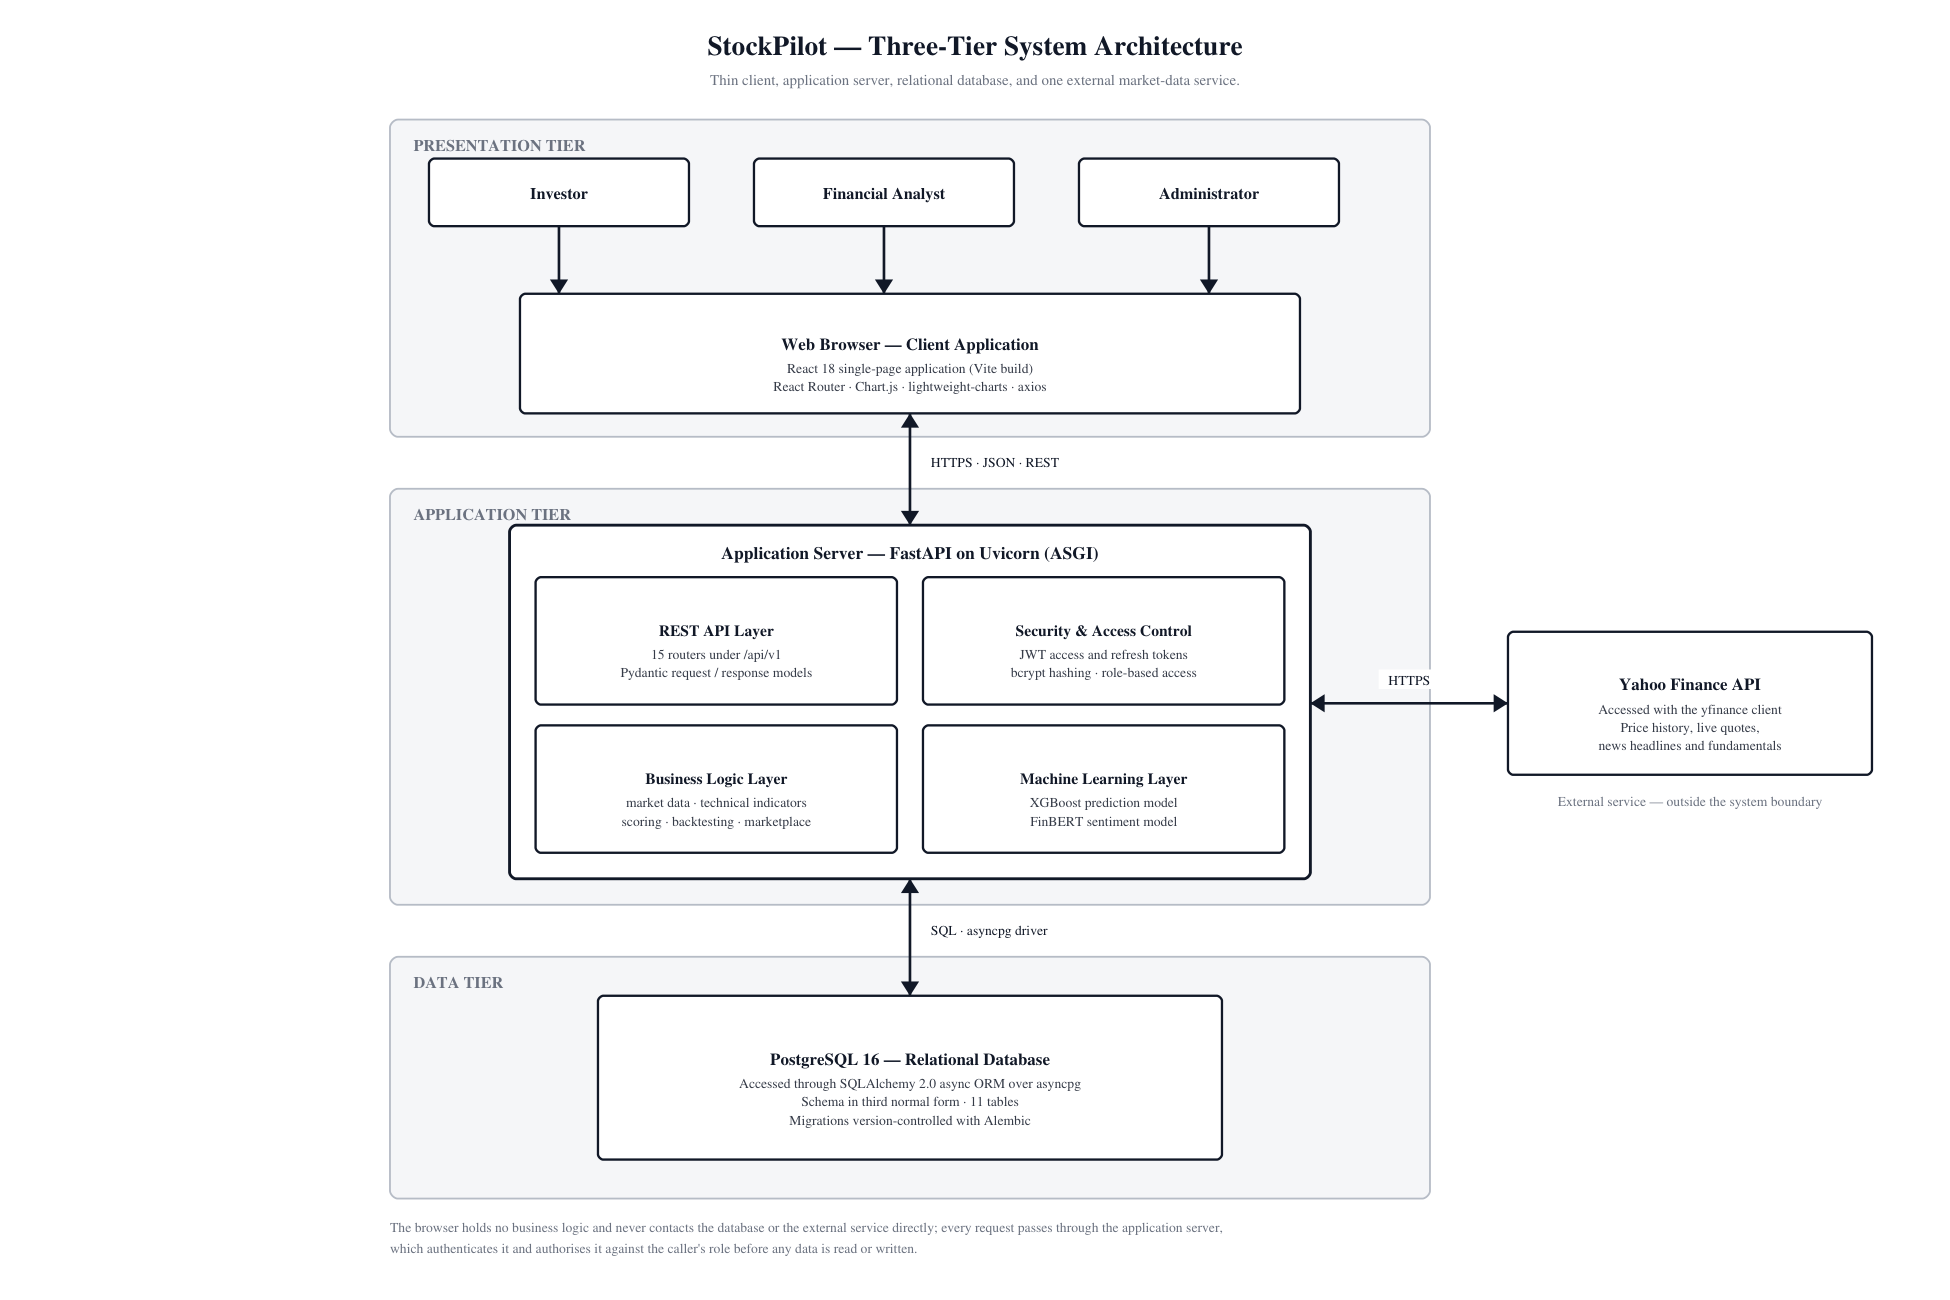 StockPilot — Three-Tier System Architecture
Thin client, application server, relational database, and one external market-data service.
PRESENTATION TIER
Investor
Financial Analyst
Administrator
Web Browser — Client Application
React 18 single-page application (Vite build)
React Router · Chart.js · lightweight-charts · axios
HTTPS · JSON · REST
APPLICATION TIER
Application Server — FastAPI on Uvicorn (ASGI)
REST API Layer
15 routers under /api/v1
Pydantic request / response models
Security & Access Control
JWT access and refresh tokens
bcrypt hashing · role-based access
Business Logic Layer
market data · technical indicators
scoring · backtesting · marketplace
Machine Learning Layer
XGBoost prediction model
FinBERT sentiment model
HTTPS
Yahoo Finance API
Accessed with the yfinance client
Price history, live quotes,
news headlines and fundamentals
External service — outside the system boundary
SQL · asyncpg driver
DATA TIER
PostgreSQL 16 — Relational Database
Accessed through SQLAlchemy 2.0 async ORM over asyncpg
Schema in third normal form · 11 tables
Migrations version-controlled with Alembic
The browser holds no business logic and never contacts the database or the external service directly; every request passes through the application server,
which authenticates it and authorises it against the caller's role before any data is read or written.